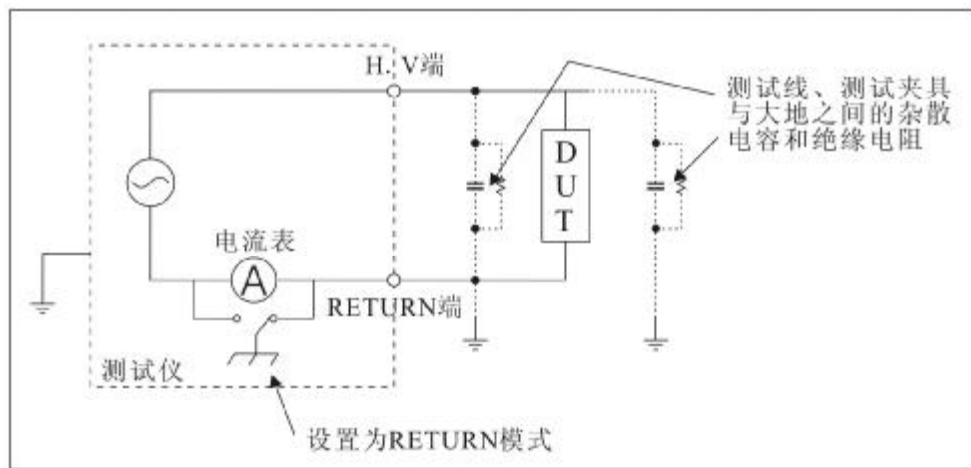 H. V端
测试线、测试夹具
与大地之间的杂散
电容和绝缘电阻
DUT
电流表
A
RETURN端
测试仪
设置为RETURN模式